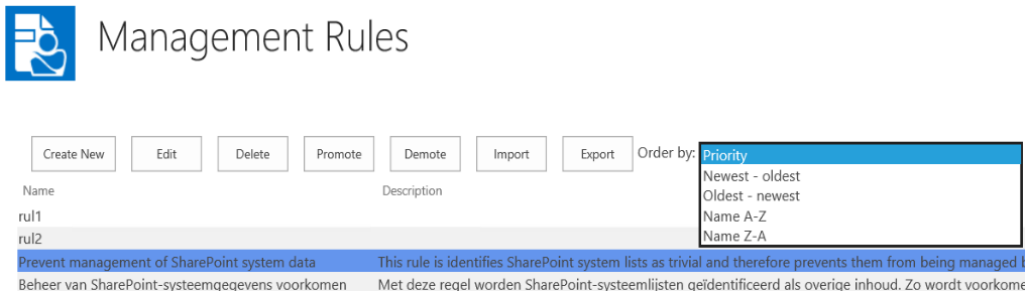 Management Rules
Create New Edit Delete Promote Demote Import Export Order by: Priority
Newest - oldest
Oldest - newest
Name A-Z
Name Z-A
Name Description
rul1
rul2
Prevent management of SharePoint system data This rule is identifies SharePoint system lists as trivial and therefore prevents them from being managed
Beheer van SharePoint-systeemgegevens voorkomen Met deze regel worden SharePoint-systeemlijsten geïdentificeerd als overige inhoud. Zo wordt voorkome